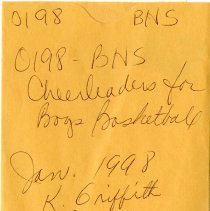 0198 BNS
0198 - BNS
Cheerleaders for
Boys Basketball
Jan. 1998
K. Griffith